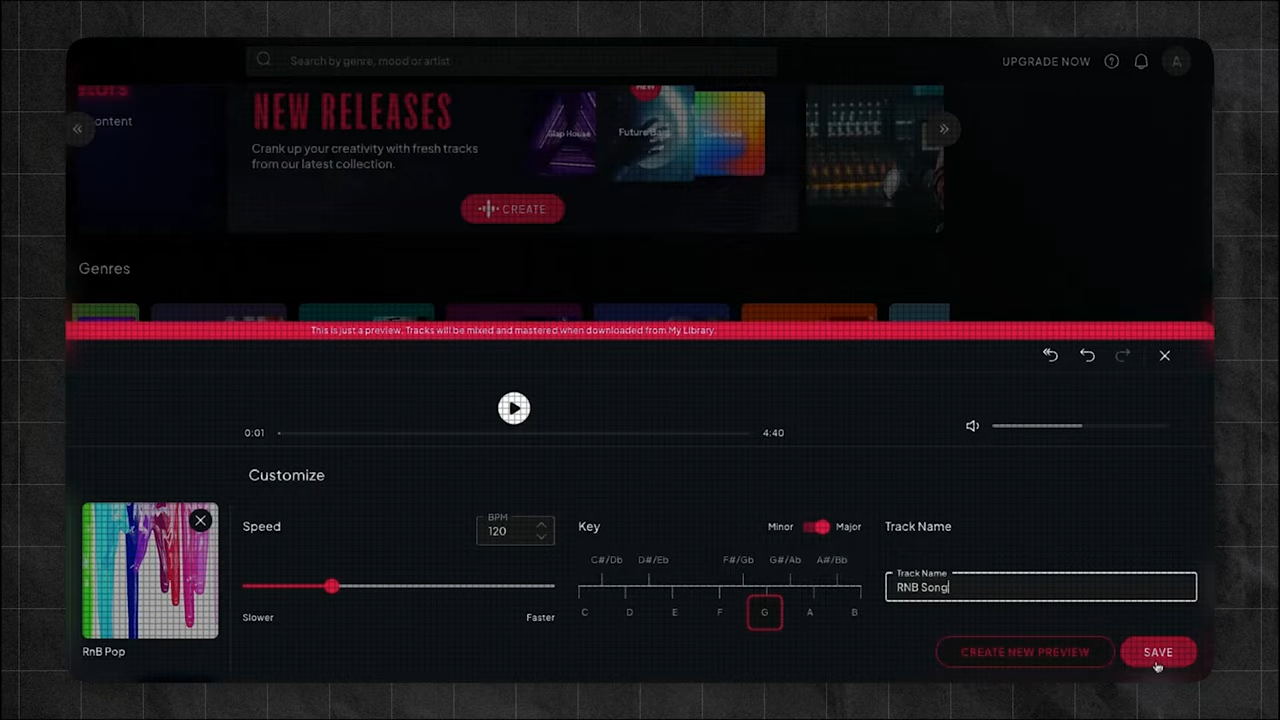 Search by genre, mood or artist
UPGRADE NOW
?
A
ontent
NEW RELEASES
Crank up your creativity with fresh tracks
from our latest collection.
NEW
Slap House
Future Bass
CREATE
Genres
This is just a preview. Tracks will be mixed and mastered when downloaded from My Library.
0:01
4:40
Customize
Speed
BPM
120
Slower
Faster
Key
Minor
Major
C#/Db D#/Eb F#/Gb G#/Ab A#/Bb
C D E F G A B
Track Name
Track Name
RNB Song
RnB Pop
CREATE NEW PREVIEW
SAVE